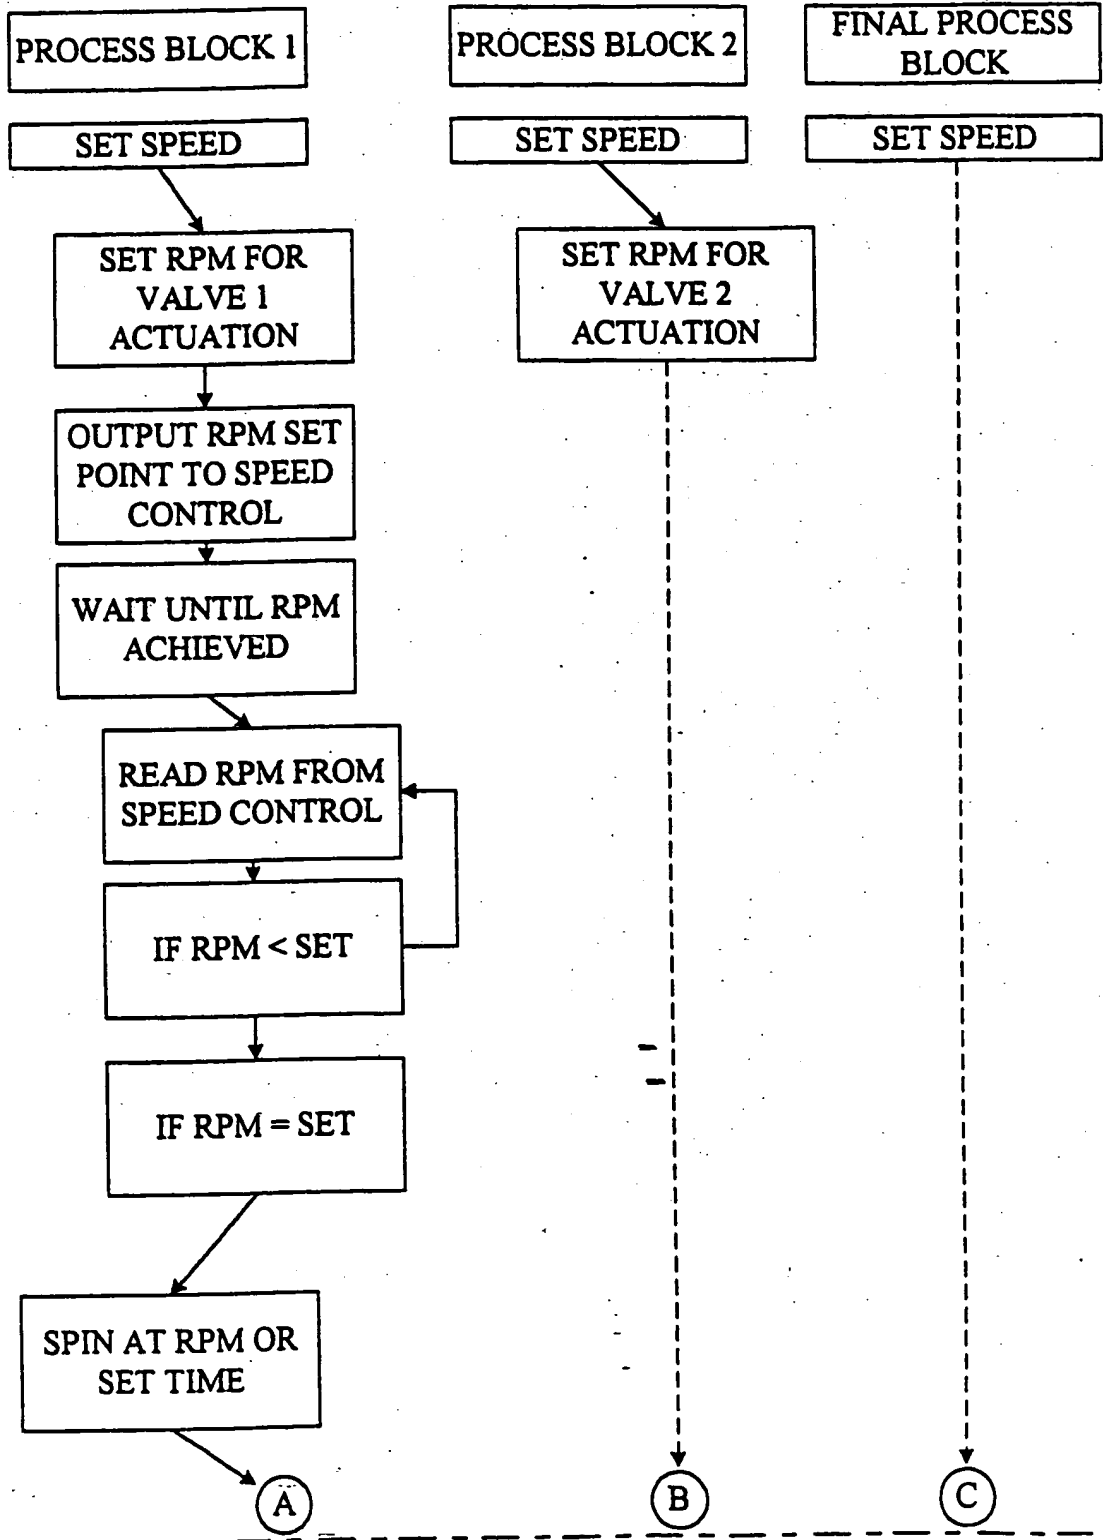 PROCESS BLOCK 1
SET SPEED
SET RPM FOR
VALVE 1
ACTUATION
OUTPUT RPM SET
POINT TO SPEED
CONTROL
WAIT UNTIL RPM
ACHIEVED
READ RPM FROM
SPEED CONTROL
IF RPM < SET
IF RPM = SET
SPIN AT RPM OR
SET TIME
A
PROCESS BLOCK 2
SET SPEED
SET RPM FOR
VALVE 2
ACTUATION
B
FINAL PROCESS
BLOCK
SET SPEED
C